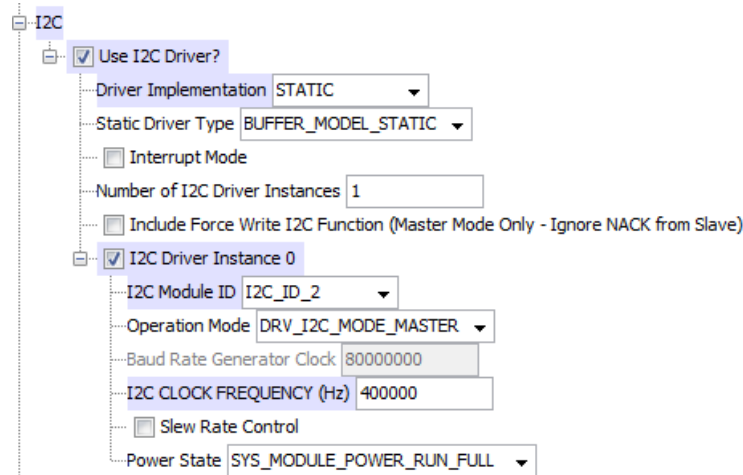 I2C
Use I2C Driver?
Driver Implementation STATIC
Static Driver Type BUFFER_MODEL_STATIC
Interrupt Mode
Number of I2C Driver Instances 1
Include Force Write I2C Function (Master Mode Only - Ignore NACK from Slave)
I2C Driver Instance 0
I2C Module ID I2C_ID_2
Operation Mode DRV_I2C_MODE_MASTER
Baud Rate Generator Clock 80000000
I2C CLOCK FREQUENCY (Hz) 400000
Slew Rate Control
Power State SYS_MODULE_POWER_RUN_FULL